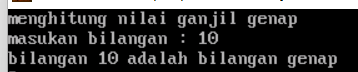 menghitung nilai ganjil genap
masukan bilangan : 10
bilangan 10 adalah bilangan genap